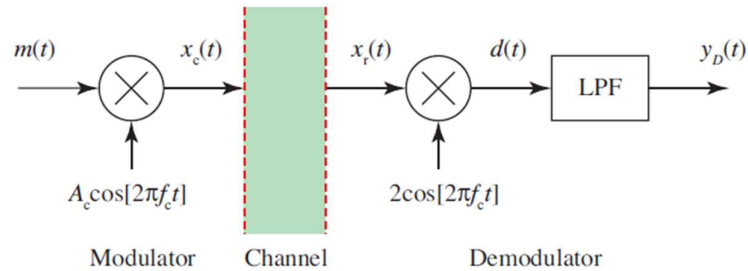 m(t) x_c(t) x_r(t) d(t) y_D(t)
LPF
A_c cos[2πf_c t] 2cos[2πf_c t]
Modulator Channel Demodulator